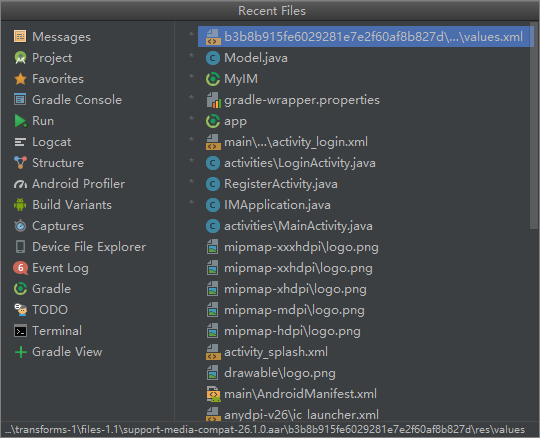 Recent Files
Messages
Project
Favorites
Gradle Console
Run
Logcat
Structure
Android Profiler
Build Variants
Captures
Device File Explorer
6 Event Log
Gradle
TODO
Terminal
Gradle View
* b3b8b915fe6029281e7e2f60af8b827d\...\values.xml
* Model.java
* MyIM
* gradle-wrapper.properties
* app
* main\...\activity_login.xml
* activities\LoginActivity.java
* RegisterActivity.java
* IMApplication.java
activities\MainActivity.java
mipmap-xxxhdpi\logo.png
mipmap-xxhdpi\logo.png
mipmap-xhdpi\logo.png
mipmap-mdpi\logo.png
mipmap-hdpi\logo.png
activity_splash.xml
drawable\logo.png
main\AndroidManifest.xml
anydpi-v26\ic_launcher.xml
...\transforms-1\files-1.1\support-media-compat-26.1.0.aar\b3b8b915fe6029281e7e2f60af8b827d\res\values